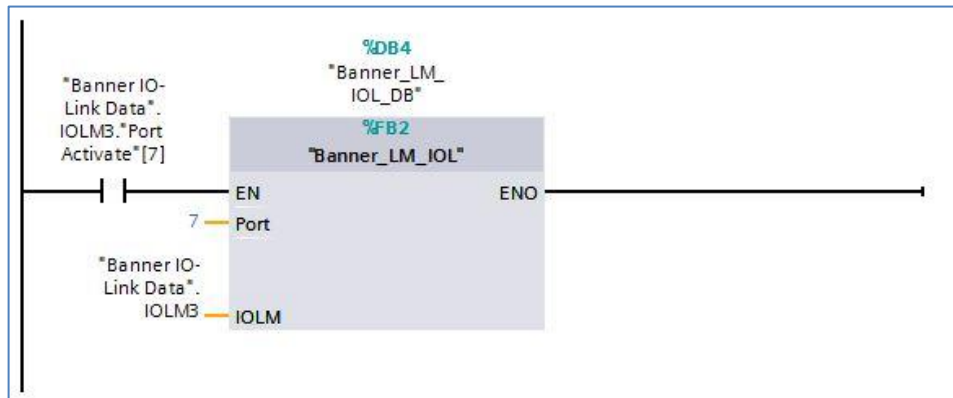 %DB4
"Banner_LM_
IOL_DB"
"Banner IO-
Link Data".
IOLM3."Port
Activate"[7]
%FB2
"Banner_LM_IOL"
EN
ENO
7
Port
"Banner IO-
Link Data".
IOLM3
IOLM